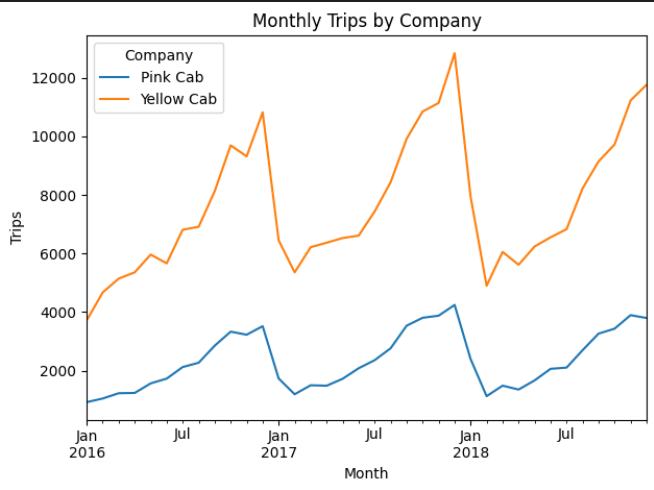 Monthly Trips by Company
Company
Pink Cab
Yellow Cab
12000
10000
8000
6000
4000
2000
Trips
Jan Jul Jan Jul Jan Jul
2016 2017 2018
Month